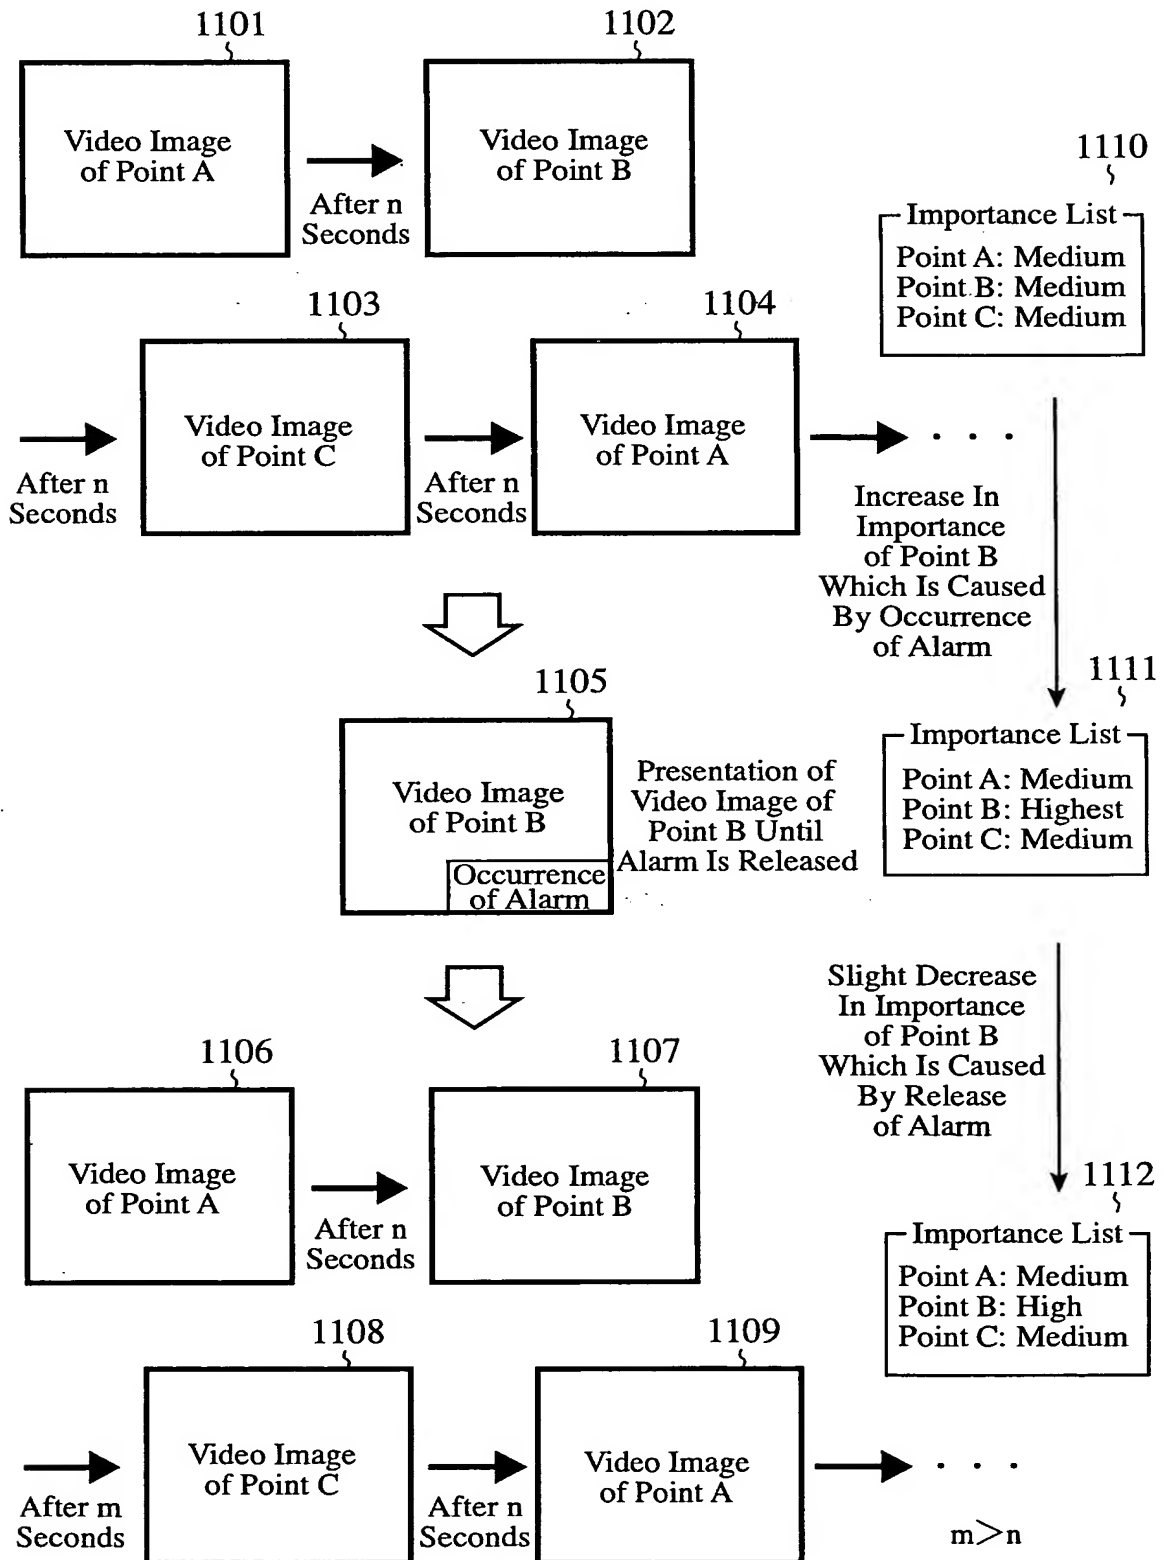 1101
1102
Video Image
of Point A
After n
Seconds
Video Image
of Point B
1110
Importance List
Point A: Medium
Point B: Medium
Point C: Medium
1103
1104
After n
Seconds
Video Image
of Point C
After n
Seconds
Video Image
of Point A
. . .
Increase In
Importance
of Point B
Which Is Caused
By Occurrence
of Alarm
1105
Video Image
of Point B
Occurrence
of Alarm
Presentation of
Video Image of
Point B Until
Alarm Is Released
1111
Importance List
Point A: Medium
Point B: Highest
Point C: Medium
Slight Decrease
In Importance
of Point B
Which Is Caused
By Release
of Alarm
1106
1107
Video Image
of Point A
After n
Seconds
Video Image
of Point B
1112
Importance List
Point A: Medium
Point B: High
Point C: Medium
1108
1109
After m
Seconds
Video Image
of Point C
After n
Seconds
Video Image
of Point A
. . .
m>n